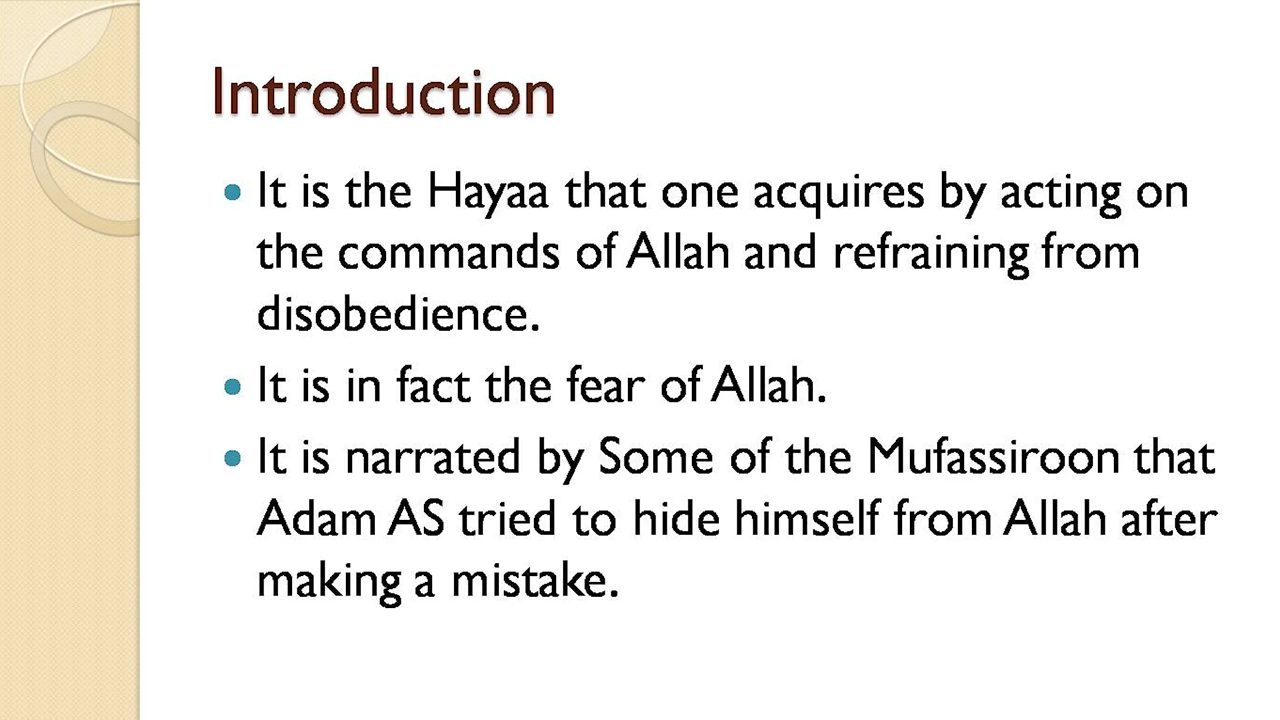 Introduction
• It is the Hayaa that one acquires by acting on
the commands of Allah and refraining from
disobedience.
• It is in fact the fear of Allah.
• It is narrated by Some of the Mufassiroon that
Adam AS tried to hide himself from Allah after
making a mistake.